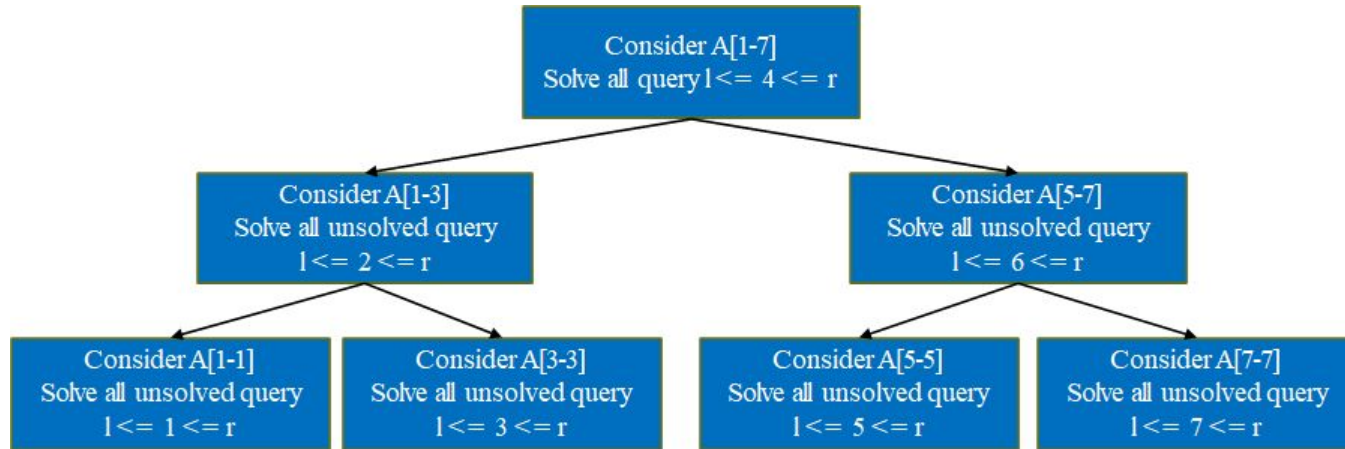 Consider A[1-7]
Solve all query l <= 4 <= r
Consider A[1-3]
Solve all unsolved query
l <= 2 <= r
Consider A[5-7]
Solve all unsolved query
l <= 6 <= r
Consider A[1-1]
Solve all unsolved query
l <= 1 <= r
Consider A[3-3]
Solve all unsolved query
l <= 3 <= r
Consider A[5-5]
Solve all unsolved query
l <= 5 <= r
Consider A[7-7]
Solve all unsolved query
l <= 7 <= r